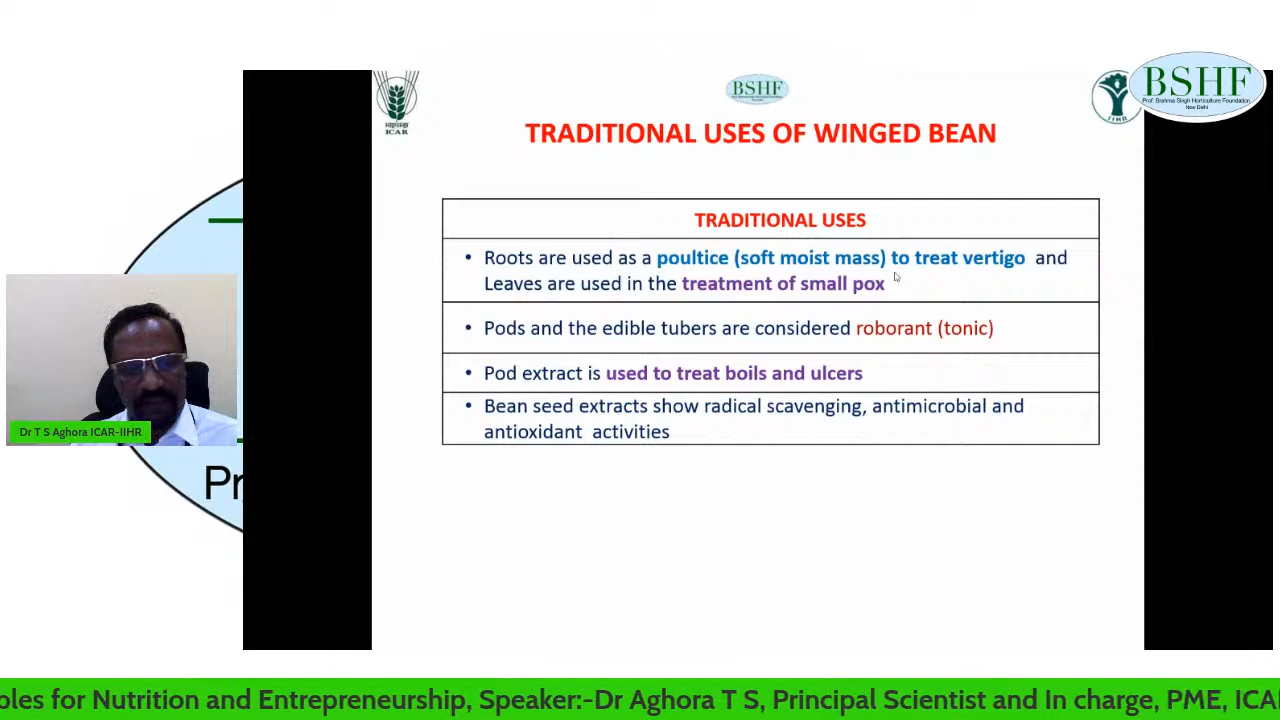 BSHF
Prof. Brahma Singh Horticulture Foundation
New Delhi
BSHF
ICAR
IIHR
TRADITIONAL USES OF WINGED BEAN
TRADITIONAL USES
• Roots are used as a poultice (soft moist mass) to treat vertigo and
Leaves are used in the treatment of small pox
• Pods and the edible tubers are considered roborant (tonic)
• Pod extract is used to treat boils and ulcers
• Bean seed extracts show radical scavenging, antimicrobial and
antioxidant activities
Dr T S Aghora ICAR-IIHR
Pr
oles for Nutrition and Entrepreneurship, Speaker:-Dr Aghora T S, Principal Scientist and In charge, PME, ICA